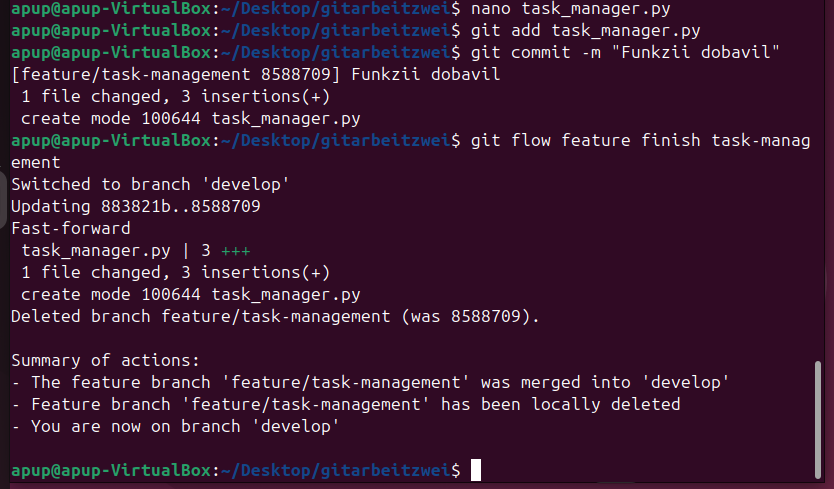 apup@apup-VirtualBox:~/Desktop/gitarbeitzwei$ nano task_manager.py
apup@apup-VirtualBox:~/Desktop/gitarbeitzwei$ git add task_manager.py
apup@apup-VirtualBox:~/Desktop/gitarbeitzwei$ git commit -m "Funkzii dobavil"
[feature/task-management 8588709] Funkzii dobavil
 1 file changed, 3 insertions(+)
 create mode 100644 task_manager.py
apup@apup-VirtualBox:~/Desktop/gitarbeitzwei$ git flow feature finish task-manag
ement
Switched to branch 'develop'
Updating 883821b..8588709
Fast-forward
 task_manager.py | 3 +++
 1 file changed, 3 insertions(+)
 create mode 100644 task_manager.py
Deleted branch feature/task-management (was 8588709).

Summary of actions:
- The feature branch 'feature/task-management' was merged into 'develop'
- Feature branch 'feature/task-management' has been locally deleted
- You are now on branch 'develop'

apup@apup-VirtualBox:~/Desktop/gitarbeitzwei$